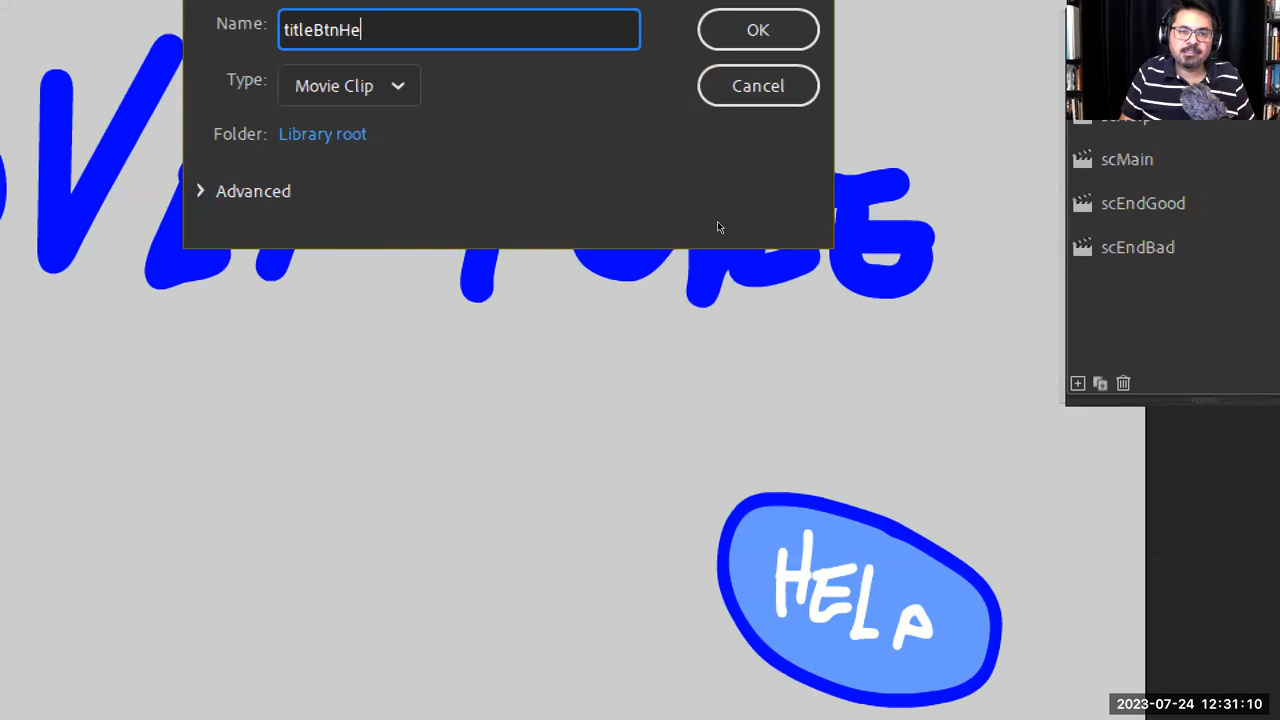 Name: titleBtnHe
OK
Type: Movie Clip
Cancel
Folder: Library root
Advanced
scMain
scEndGood
scEndBad
HELP
2023-07-24 12:31:10